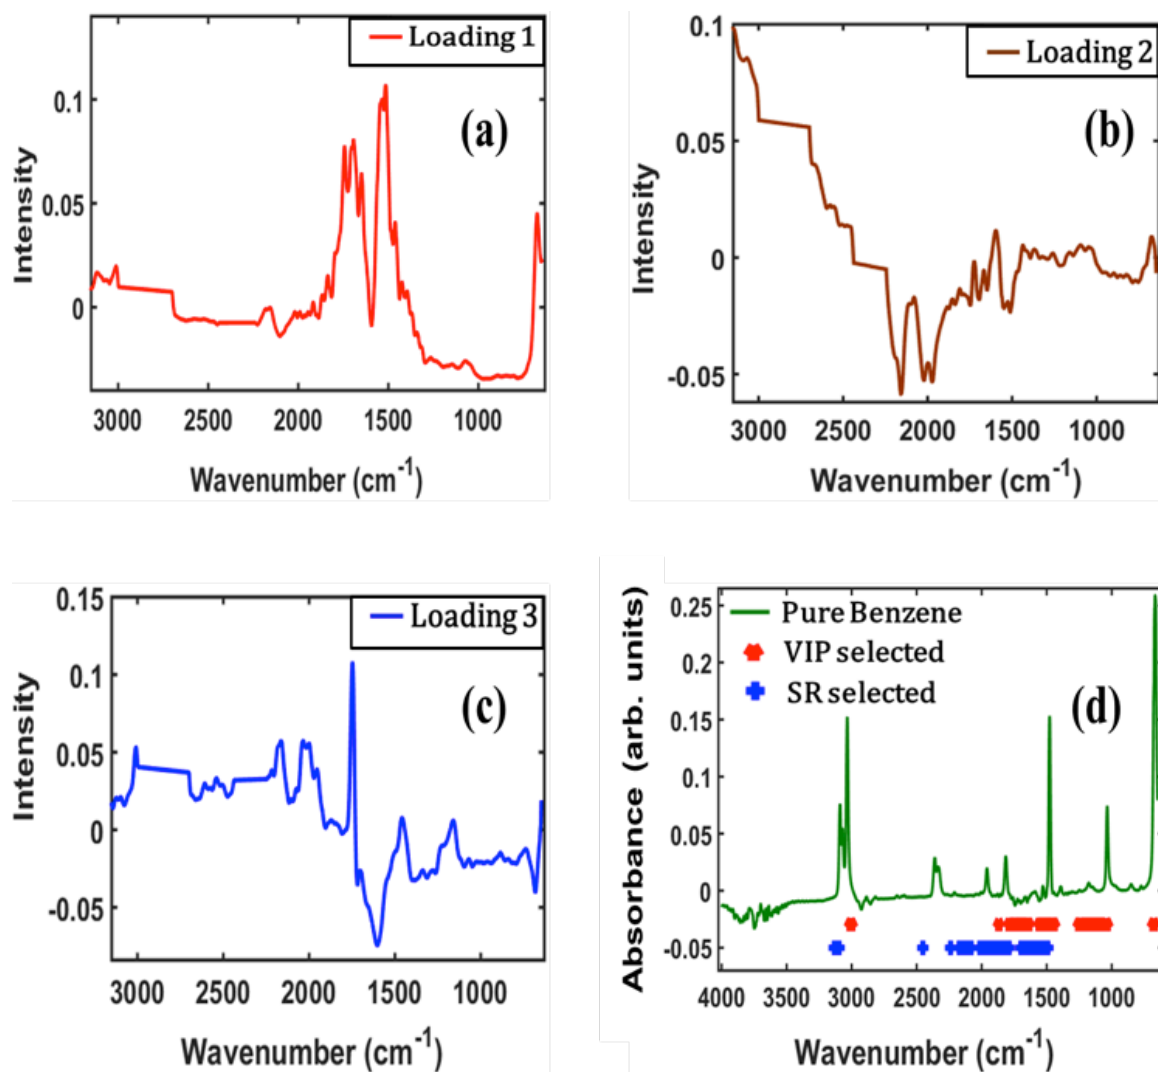 Loading 1
(a)
0.1
0.05
0
Intensity
3000 2500 2000 1500 1000
Wavenumber (cm-1)
Loading 2
(b)
0.1
0.05
0
-0.05
Intensity
3000 2500 2000 1500 1000
Wavenumber (cm-1)
Loading 3
(c)
0.15
0.1
0.05
0
-0.05
Intensity
3000 2500 2000 1500 1000
Wavenumber (cm-1)
Pure Benzene
VIP selected
SR selected
(d)
0.25
0.2
0.15
0.1
0.05
0
-0.05
Absorbance (arb. units)
4000 3500 3000 2500 2000 1500 1000
Wavenumber (cm-1)